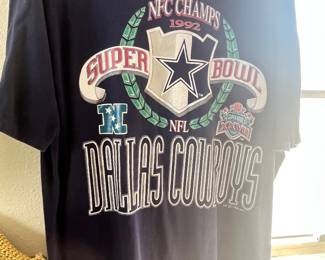 NFC CHAMPS
1992
SUPER BOWL
N
NFL
DALLAS COWBOYS